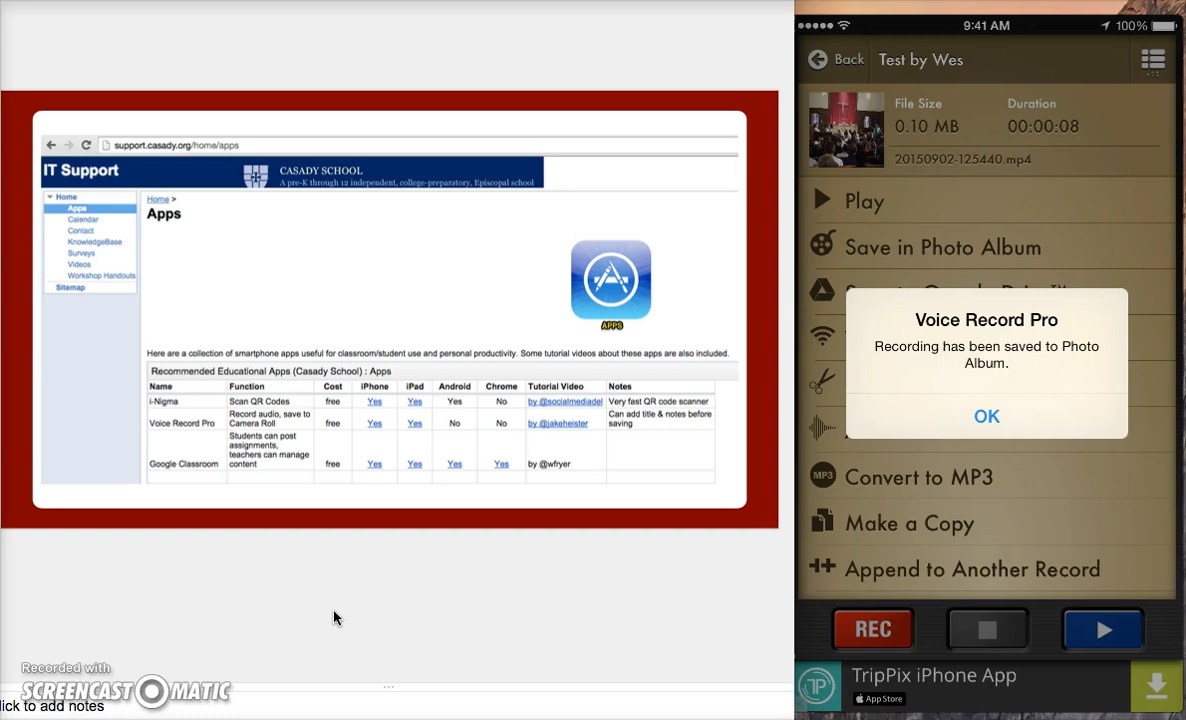 support.casady.org/home/apps
IT Support
CASADY SCHOOL
A pre-K through 12 independent, college-preparatory, Episcopal school
Home
Apps
Calendar
Contact
KnowledgeBase
Surveys
Videos
Workshop Handouts
Sitemap
Home >
Apps
APPS
Here are a collection of smartphone apps useful for classroom/student use and personal productivity. Some tutorial videos about these apps are also included.
Recommended Educational Apps (Casady School) : Apps
Name Function Cost iPhone iPad Android Chrome Tutorial Video Notes
i-Nigma Scan QR Codes free Yes Yes Yes No by @socialmediadel Very fast QR code scanner
Record audio, save to Can add title & notes before
Voice Record Pro Camera Roll free Yes Yes No No by @jakeheister saving
Students can post
assignments,
teachers can manage
Google Classroom content free Yes Yes Yes Yes by @wfryer
Recorded with
SCREENCAST O MATIC
lick to add notes
9:41 AM 100%
Back Test by Wes
+11
File Size Duration
0.10 MB 00:00:08
20150902-125440.mp4
Play
Save in Photo Album
Voice Record Pro
Recording has been saved to Photo
Album.
OK
MP3 Convert to MP3
Make a Copy
Append to Another Record
REC
TP TripPix iPhone App
App Store